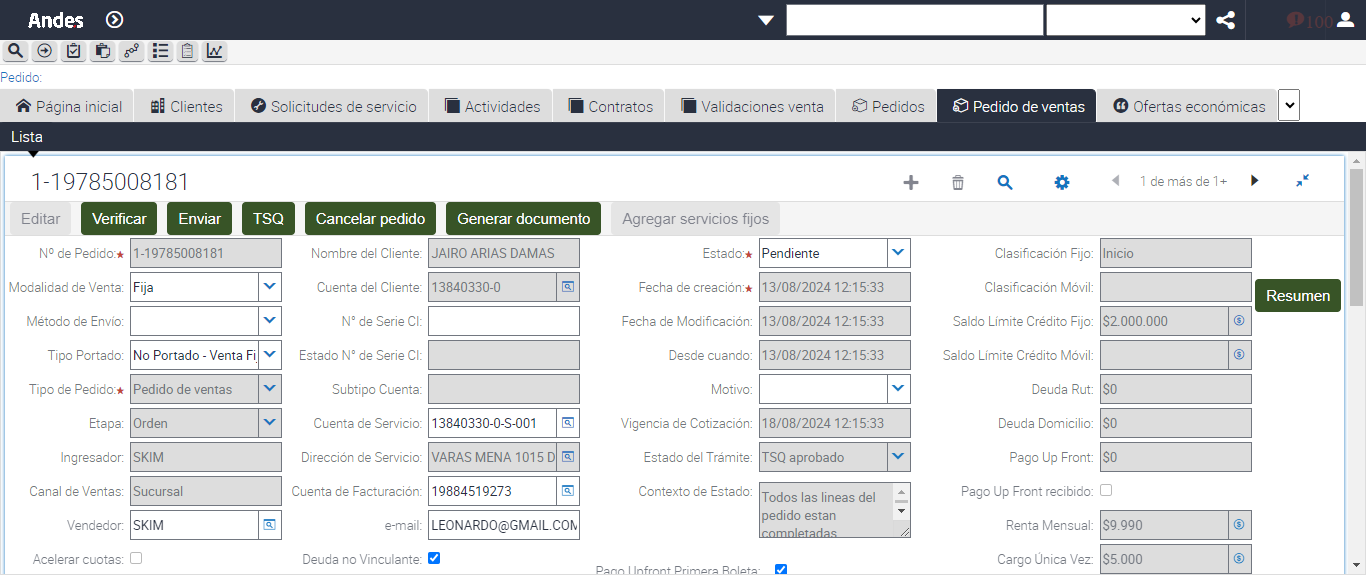 Andes
100
Pedido:
Página inicial Clientes Solicitudes de servicio Actividades Contratos Validaciones venta Pedidos Pedido de ventas Ofertas económicas
Lista
1-19785008181 1 de más de 1+
Editar Verificar Enviar TSQ Cancelar pedido Generar documento Agregar servicios fijos
Nº de Pedido:★ 1-19785008181 Nombre del Cliente: JAIRO ARIAS DAMAS Estado:★ Pendiente Clasificación Fijo: Inicio
Modalidad de Venta: Fija Cuenta del Cliente: 13840330-0 Fecha de creación:★ 13/08/2024 12:15:33 Clasificación Móvil: Resumen
Método de Envío: N° de Serie CI: Fecha de Modificación: 13/08/2024 12:15:33 Saldo Límite Crédito Fijo: $2.000.000
Tipo Portado: No Portado - Venta Fij Estado N° de Serie CI: Desde cuando: 13/08/2024 12:15:33 Saldo Límite Crédito Móvil:
Tipo de Pedido:★ Pedido de ventas Subtipo Cuenta: Motivo: Deuda Rut: $0
Etapa: Orden Cuenta de Servicio: 13840330-0-S-001 Vigencia de Cotización: 18/08/2024 12:15:33 Deuda Domicilio: $0
Ingresador: SKIM Dirección de Servicio: VARAS MENA 1015 D Estado del Trámite: TSQ aprobado Pago Up Front: $0
Canal de Ventas: Sucursal Cuenta de Facturación: 19884519273 Contexto de Estado: Todos las lineas del Pago Up Front recibido:
pedido estan
completadas
Vendedor: SKIM e-mail: LEONARDO@GMAIL.COM Renta Mensual: $9.990
Acelerar cuotas: Deuda no Vinculante: Pago Upfront Primera Boleta: Cargo Única Vez: $5.000